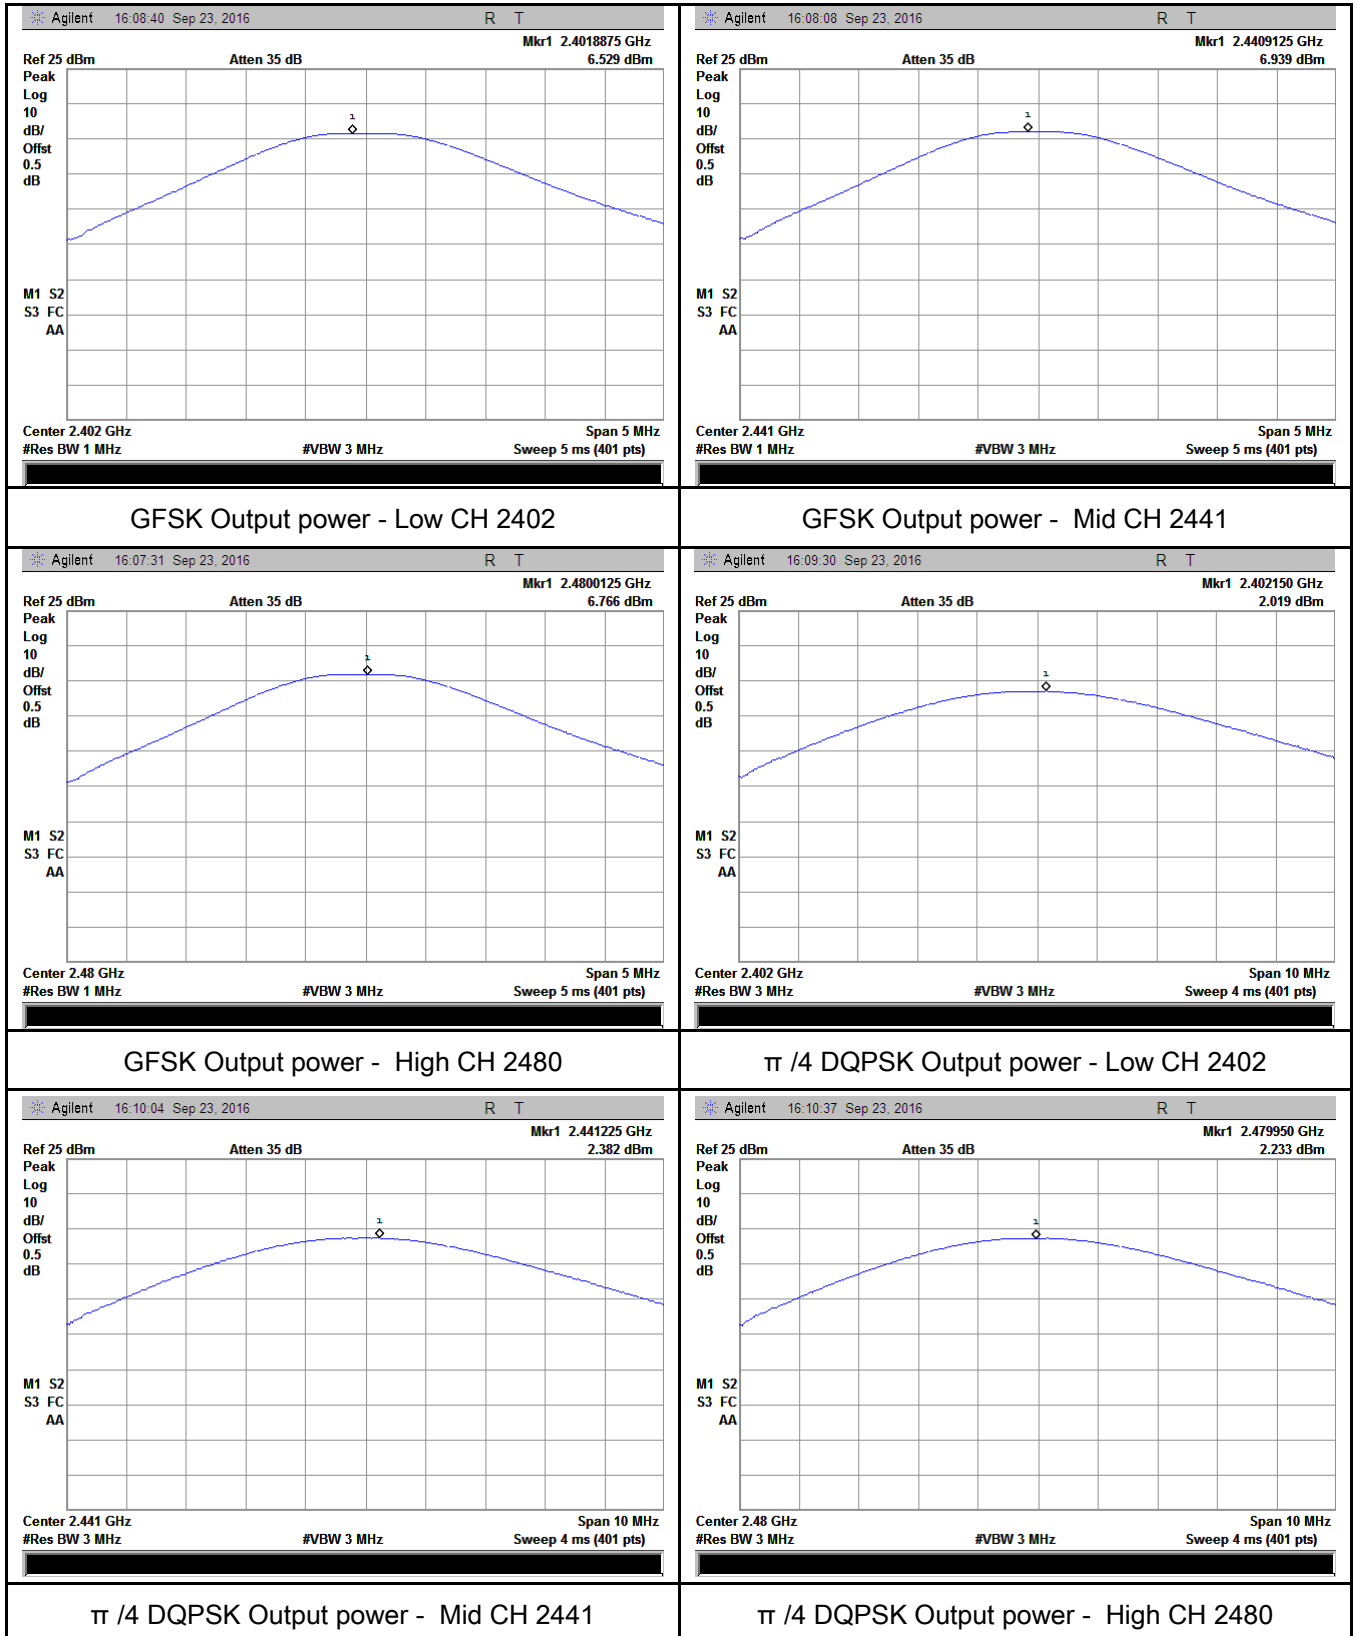 Agilent 16:08:40 Sep 23, 2016 R T
Mkr1 2.4018875 GHz
Ref 25 dBm Atten 35 dB 6.529 dBm
Peak
Log
10
dB/
Offst
0.5
dB
1
M1 S2
S3 FC
AA
Center 2.402 GHz Span 5 MHz
#Res BW 1 MHz #VBW 3 MHz Sweep 5 ms (401 pts)
GFSK Output power - Low CH 2402
Agilent 16:08:08 Sep 23, 2016 R T
Mkr1 2.4409125 GHz
Ref 25 dBm Atten 35 dB 6.939 dBm
Peak
Log
10
dB/
Offst
0.5
dB
1
M1 S2
S3 FC
AA
Center 2.441 GHz Span 5 MHz
#Res BW 1 MHz #VBW 3 MHz Sweep 5 ms (401 pts)
GFSK Output power - Mid CH 2441
Agilent 16:07:31 Sep 23, 2016 R T
Mkr1 2.4800125 GHz
Ref 25 dBm Atten 35 dB 6.766 dBm
Peak
Log
10
dB/
Offst
0.5
dB
1
M1 S2
S3 FC
AA
Center 2.48 GHz Span 5 MHz
#Res BW 1 MHz #VBW 3 MHz Sweep 5 ms (401 pts)
GFSK Output power - High CH 2480
Agilent 16:09:30 Sep 23, 2016 R T
Mkr1 2.402150 GHz
Ref 25 dBm Atten 35 dB 2.019 dBm
Peak
Log
10
dB/
Offst
0.5
dB
1
M1 S2
S3 FC
AA
Center 2.402 GHz Span 10 MHz
#Res BW 3 MHz #VBW 3 MHz Sweep 4 ms (401 pts)
π /4 DQPSK Output power - Low CH 2402
Agilent 16:10:04 Sep 23, 2016 R T
Mkr1 2.441225 GHz
Ref 25 dBm Atten 35 dB 2.382 dBm
Peak
Log
10
dB/
Offst
0.5
dB
1
M1 S2
S3 FC
AA
Center 2.441 GHz Span 10 MHz
#Res BW 3 MHz #VBW 3 MHz Sweep 4 ms (401 pts)
π /4 DQPSK Output power - Mid CH 2441
Agilent 16:10:37 Sep 23, 2016 R T
Mkr1 2.479950 GHz
Ref 25 dBm Atten 35 dB 2.233 dBm
Peak
Log
10
dB/
Offst
0.5
dB
1
M1 S2
S3 FC
AA
Center 2.48 GHz Span 10 MHz
#Res BW 3 MHz #VBW 3 MHz Sweep 4 ms (401 pts)
π /4 DQPSK Output power - High CH 2480